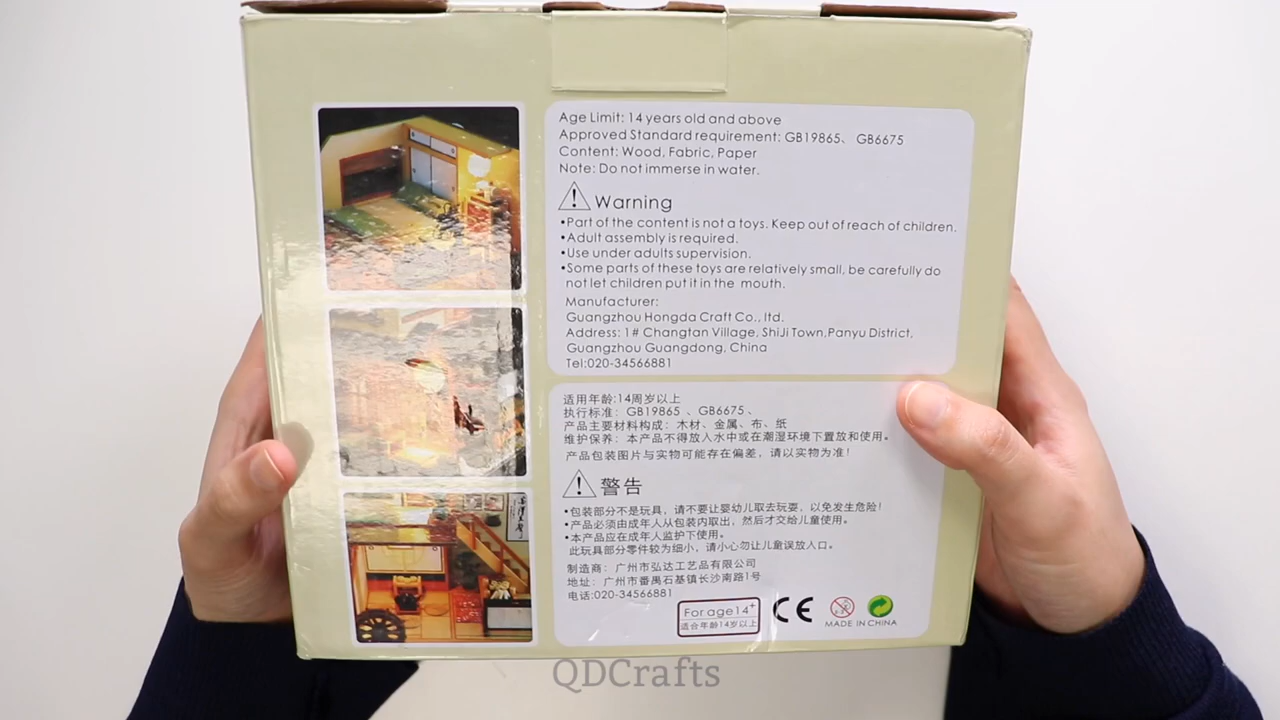 Age Limit: 14 years old and above
Approved Standard requirement: GB19865、 GB6675
Content: Wood, Fabric, Paper
Note: Do not immerse in water.
Warning
•Part of the content is not a toys. Keep out of reach of children.
•Adult assembly is required.
•Use under adults supervision.
•Some parts of these toys are relatively small, be carefully do
not let children put it in the mouth.
Manufacturer:
Guangzhou Hongda Craft Co., ltd.
Address: 1# Changtan Village, ShiJi Town,Panyu District,
Guangzhou Guangdong, China
Tel:020-34566881
适用年龄:14周岁以上
执行标准: GB19865 、GB6675 、
产品主要材料构成: 木材、金属、布、纸
维护保养: 本产品不得放入水中或在潮湿环境下置放和使用。
产品包装图片与实物可能存在偏差, 请以实物为准!
警告
•包装部分不是玩具, 请不要让婴幼儿取去玩耍, 以免发生危险!
•产品必须由成年人从包装内取出, 然后才交给儿童使用。
•本产品应在成年人监护下使用。
此玩具部分零件较为细小, 请小心勿让儿童误放入口。
制造商: 广州市弘达工艺品有限公司
地址: 广州市番禺石基镇长沙南路1号
电话:020-34566881
For age14+
适合年龄14岁以上
CE
0-3
MADE IN CHINA
QDCrafts